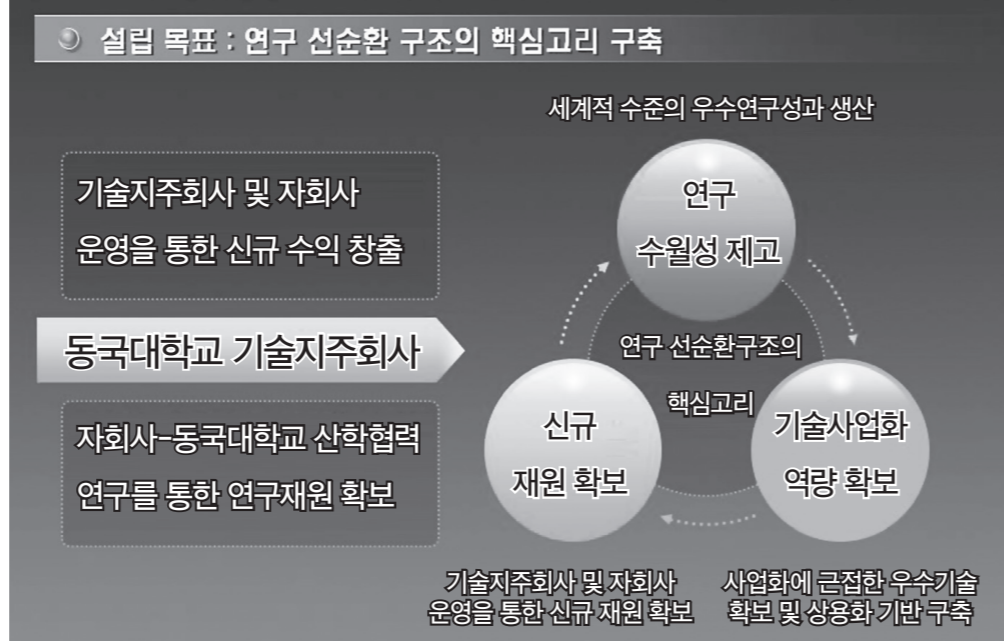 설립 목표 : 연구 선순환 구조의 핵심고리 구축
세계적 수준의 우수연구성과 생산
기술지주회사 및 자회사
운영을 통한 신규 수익 창출
동국대학교 기술지주회사
자회사-동국대학교 산학협력
연구를 통한 연구재원 확보
연구
수월성 제고
연구 선순환구조의
핵심고리
신규
재원 확보
기술사업화
역량 확보
기술지주회사 및 자회사
운영을 통한 신규 재원 확보
사업화에 근접한 우수기술
확보 및 상용화 기반 구축